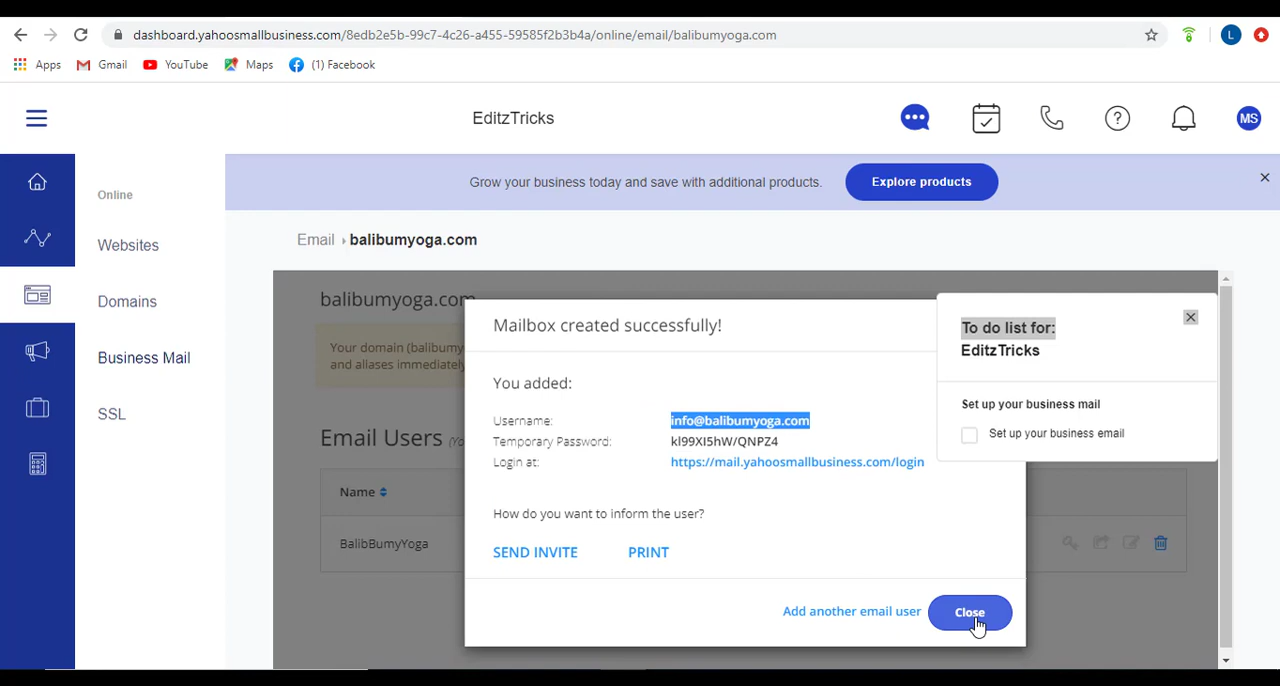 dashboard.yahoosmallbusiness.com/8edb2e5b-99c7-4c26-a455-59585f2b3b4a/online/email/balibumyoga.com
L
Apps Gmail YouTube Maps (1) Facebook
EditzTricks
?
MS
Grow your business today and save with additional products.
Explore products
Online
Websites
Domains
Business Mail
SSL
Email › balibumyoga.com
balibumyoga.com
Your domain (balibumy
and aliases immediately
Email Users (Yo
Name
BalibBumyYoga
Mailbox created successfully!
You added:
Username: info@balibumyoga.com
Temporary Password: kl99XI5hW/QNPZ4
Login at: https://mail.yahoosmallbusiness.com/login
How do you want to inform the user?
SEND INVITE PRINT
Add another email user Close
To do list for:
EditzTricks
Set up your business mail
Set up your business email